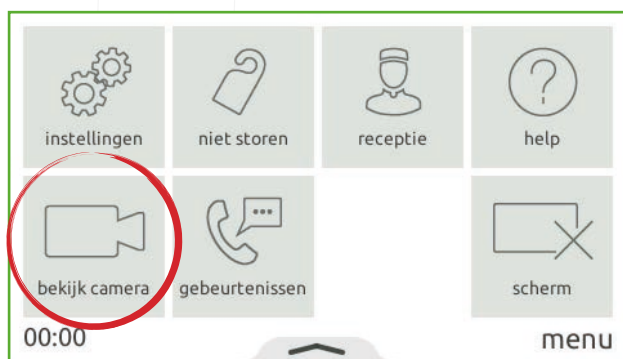 instellingen
niet storen
receptie
help
bekijk camera
gebeurtenissen
scherm
00:00
menu